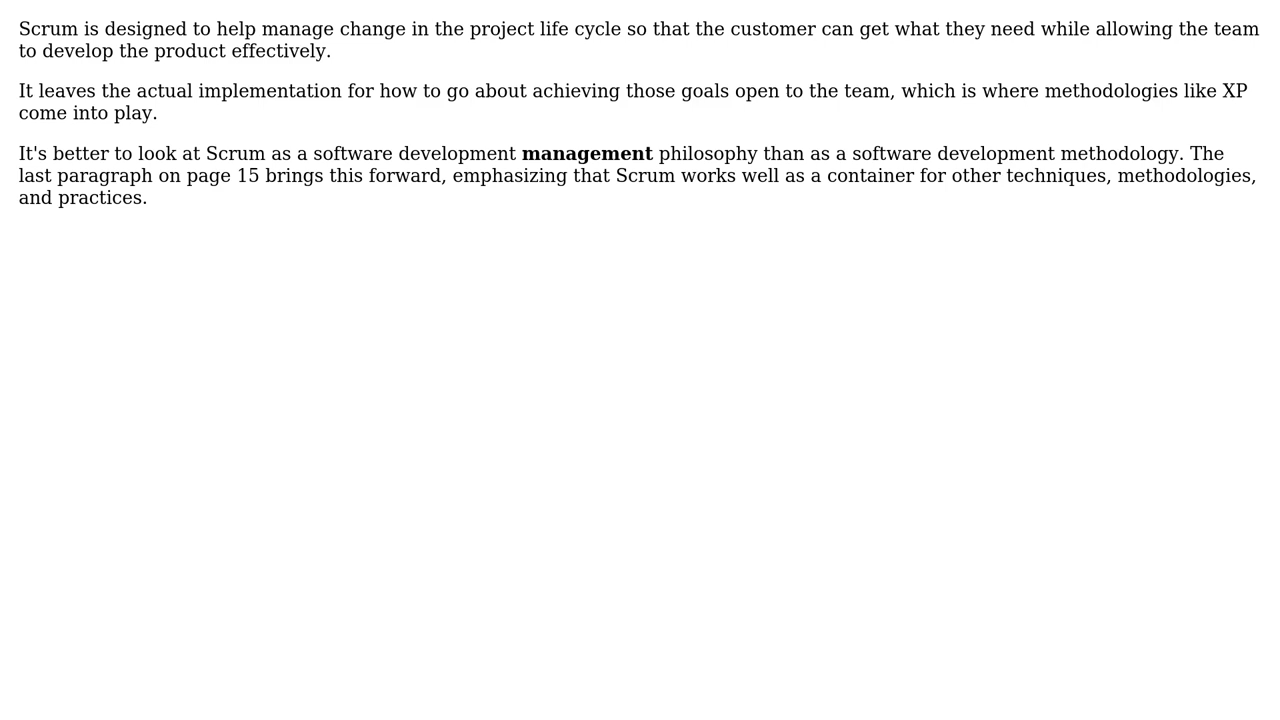 Scrum is designed to help manage change in the project life cycle so that the customer can get what they need while allowing the team
to develop the product effectively.
It leaves the actual implementation for how to go about achieving those goals open to the team, which is where methodologies like XP
come into play.
It's better to look at Scrum as a software development management philosophy than as a software development methodology. The
last paragraph on page 15 brings this forward, emphasizing that Scrum works well as a container for other techniques, methodologies,
and practices.